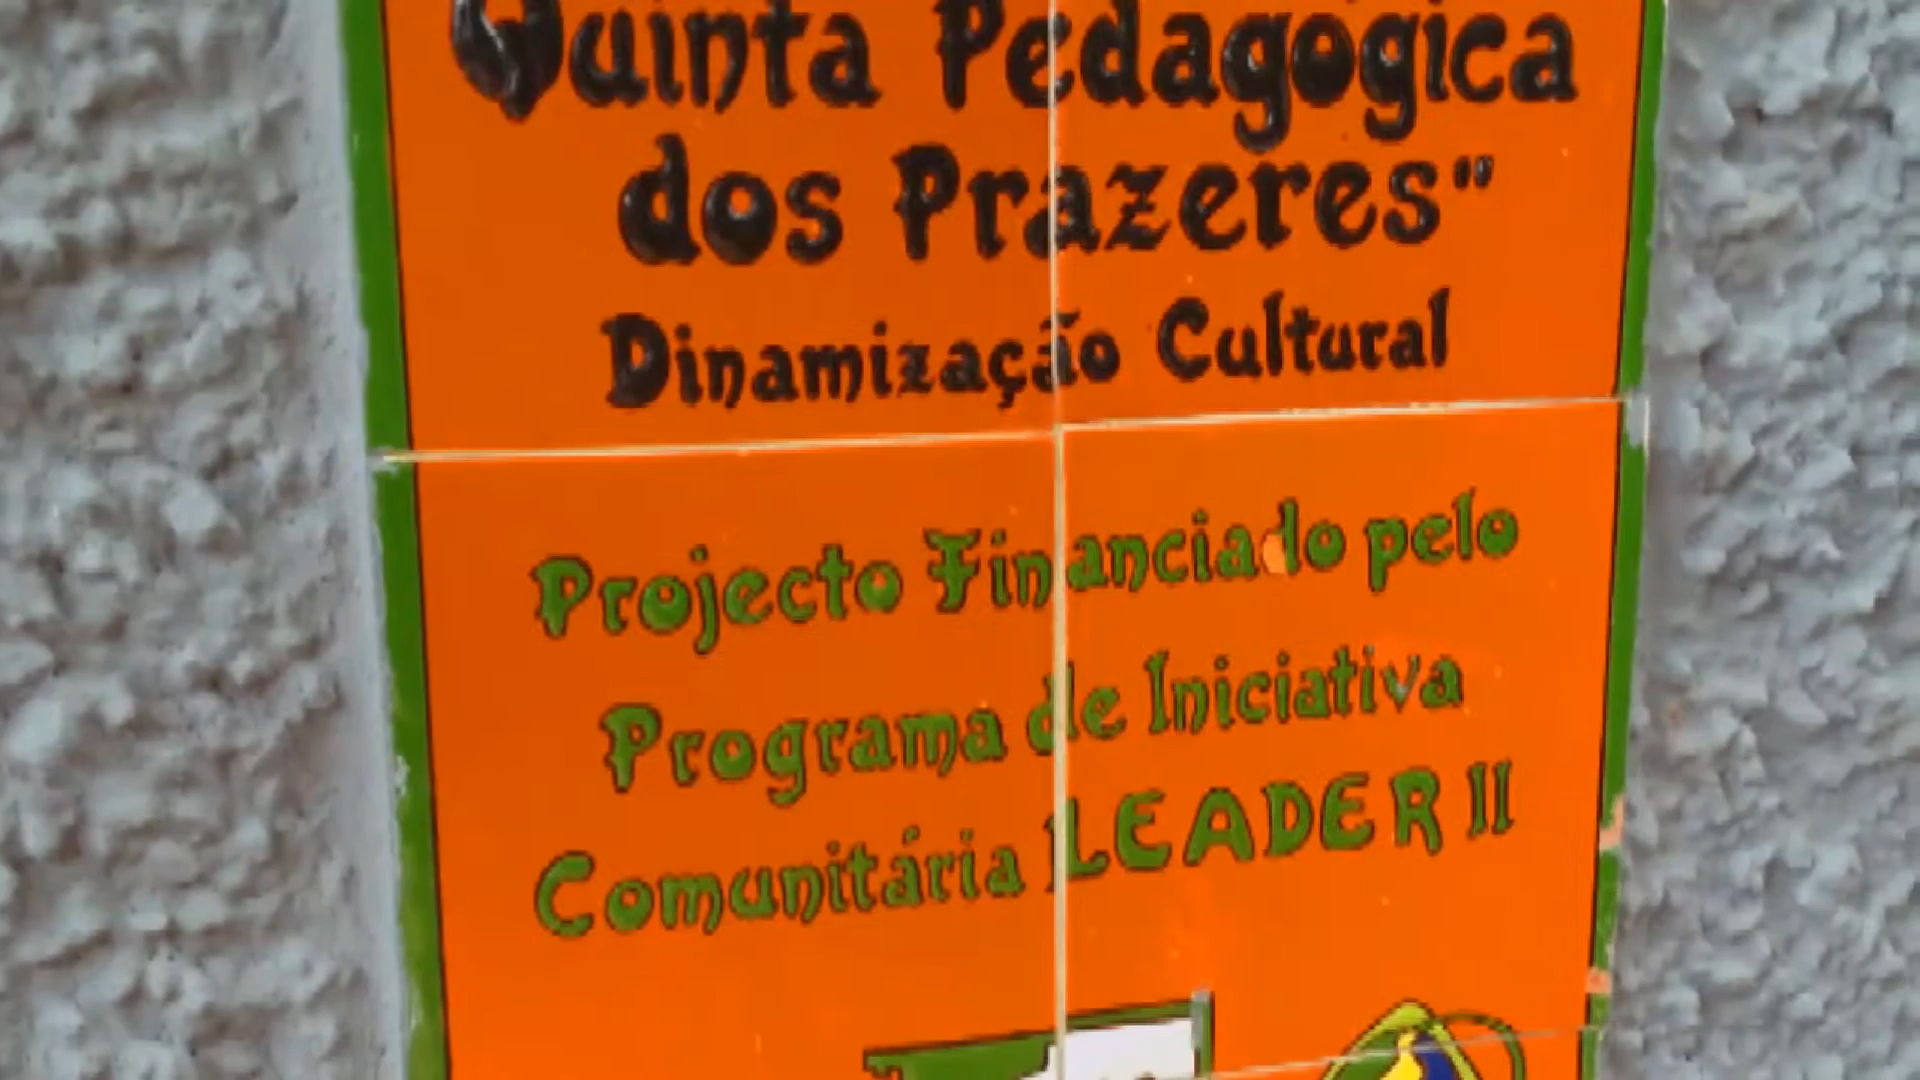 Quinta Pedagógica
dos Prazeres"
Dinamização Cultural
Projecto Financiado pelo
Programa de Iniciativa
Comunitária LEADER II